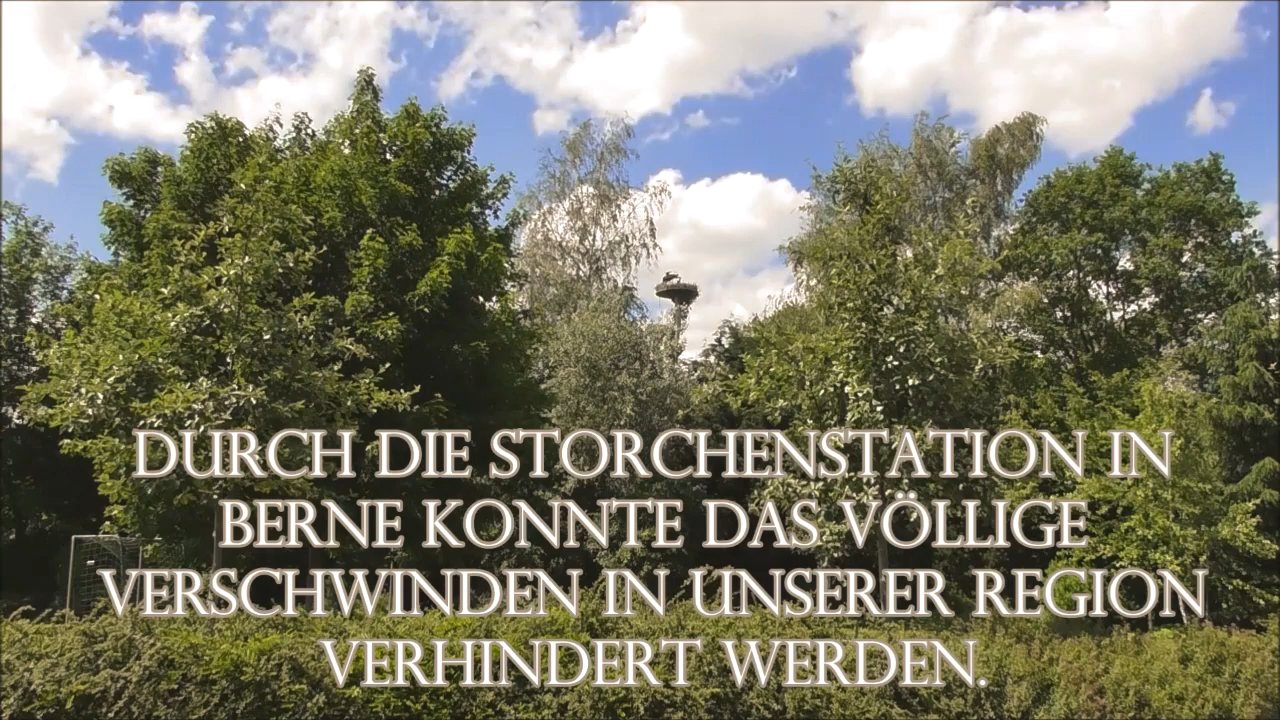 DURCH DIE STORCHENSTATION IN
BERNE KONNTE DAS VÖLLIGE
VERSCHWINDEN IN UNSERER REGION
VERHINDERT WERDEN.